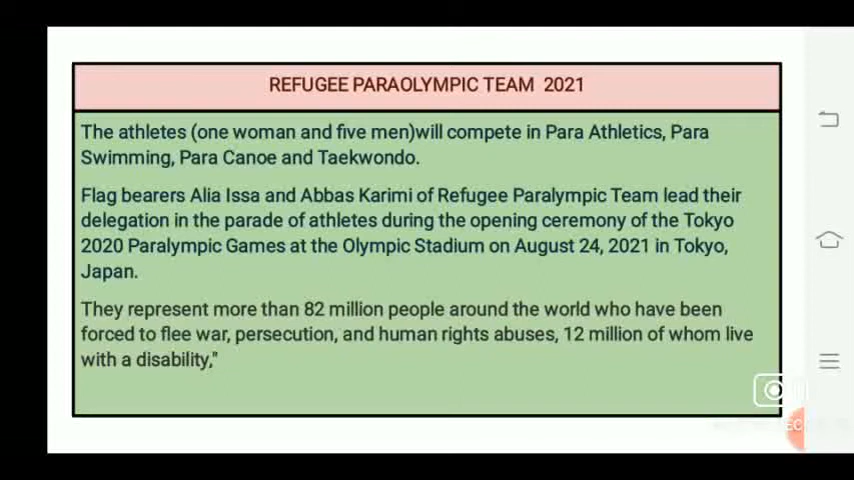 REFUGEE PARAOLYMPIC TEAM 2021
The athletes (one woman and five men)will compete in Para Athletics, Para
Swimming, Para Canoe and Taekwondo.
Flag bearers Alia Issa and Abbas Karimi of Refugee Paralympic Team lead their
delegation in the parade of athletes during the opening ceremony of the Tokyo
2020 Paralympic Games at the Olympic Stadium on August 24, 2021 in Tokyo,
Japan.
They represent more than 82 million people around the world who have been
forced to flee war, persecution, and human rights abuses, 12 million of whom live
with a disability,"